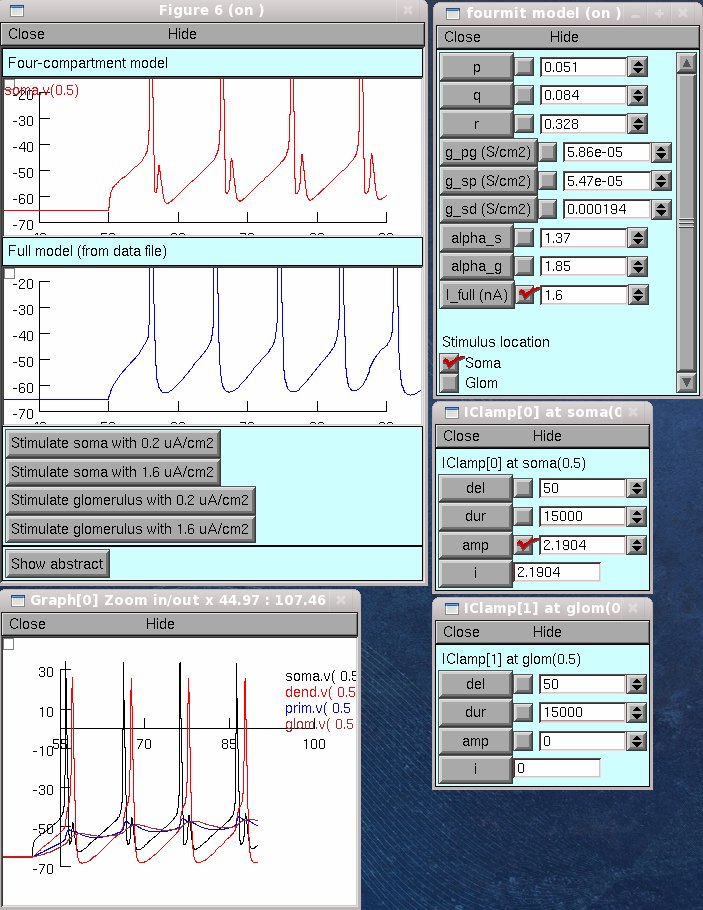 Figure 6 (on )
Close Hide
Four-compartment model
soma.v(0.5)
-20
-30
-40
-50
-60
Full model (from data file)
-20
-30
-40
-50
-60
-70
Stimulate soma with 0.2 uA/cm2
Stimulate soma with 1.6 uA/cm2
Stimulate glomerulus with 0.2 uA/cm2
Stimulate glomerulus with 1.6 uA/cm2
Show abstract
fourmit model (on )
Close Hide
p 0.051
q 0.084
r 0.328
g_pg (S/cm2) 5.86e-05
g_sp (S/cm2) 5.47e-05
g_sd (S/cm2) 0.000194
alpha_s 1.37
alpha_g 1.85
I_full (nA) 1.6
Stimulus location
Soma
Glom
IClamp[0] at soma(0
Close Hide
IClamp[0] at soma(0.5)
del 50
dur 15000
amp 2.1904
i 2.1904
IClamp[1] at glom(0
Close Hide
IClamp[1] at glom(0.5)
del 50
dur 15000
amp 0
i 0
Graph[0] Zoom in/out x 44.97 : 107.46
Close Hide
30
10
-10
-30
-50
-70
55 70 85 100
soma.v( 0.5
dend.v( 0.5
prim.v( 0.5
glom.v( 0.5